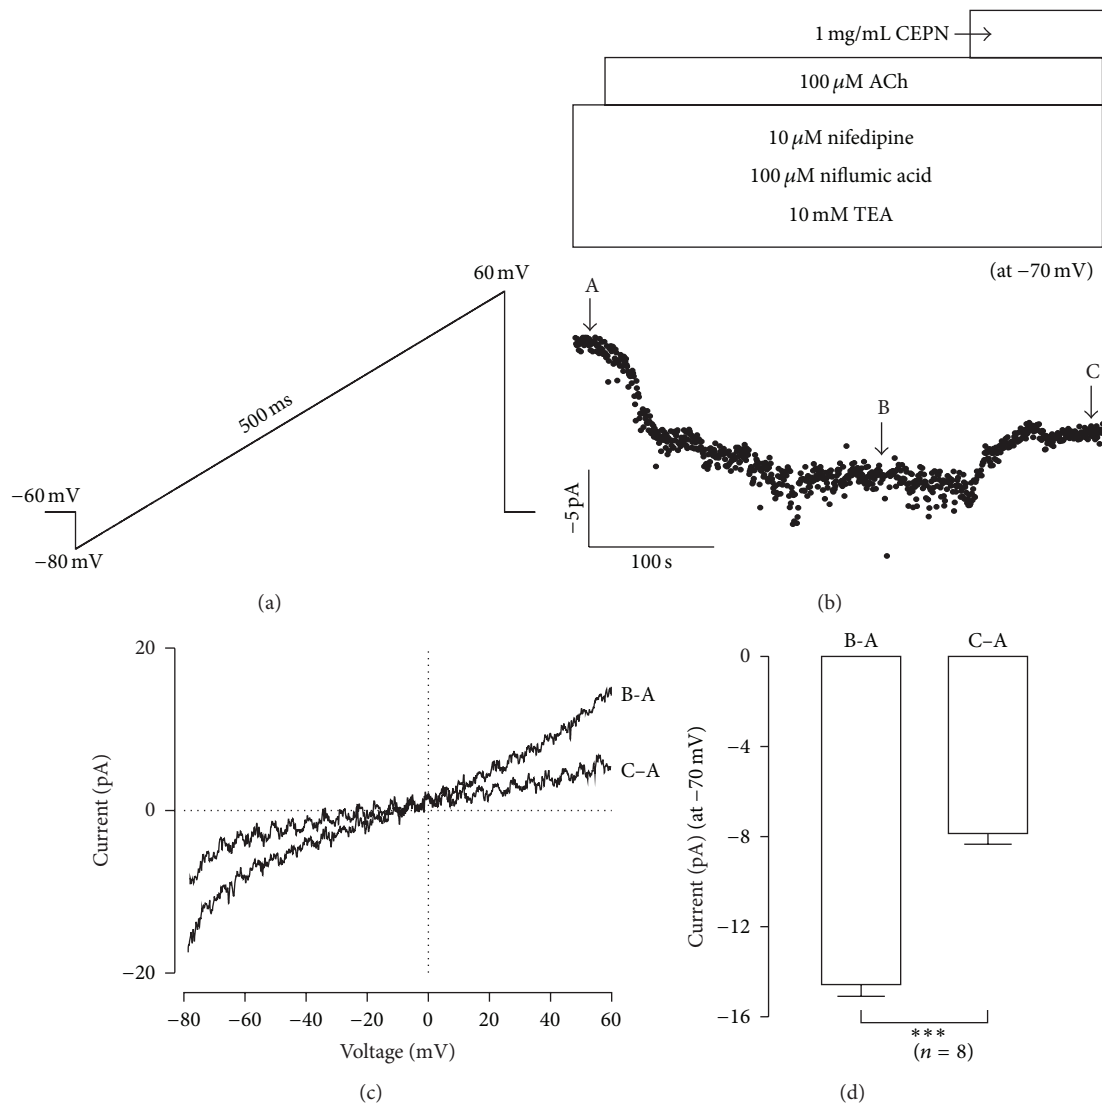 1 mg/mL CEPN
100 μM ACh
10 μM nifedipine
100 μM niflumic acid
10 mM TEA
(at −70 mV)
60 mV
500 ms
−60 mV
−80 mV
(a)
A
B
C
−5 pA
100 s
(b)
20
0
−20
Current (pA)
B-A
C–A
−80
−60
−40
−20
0
20
40
60
Voltage (mV)
(c)
B-A
C–A
0
−4
−8
−12
−16
Current (pA) (at −70 mV)
***
(n = 8)
(d)